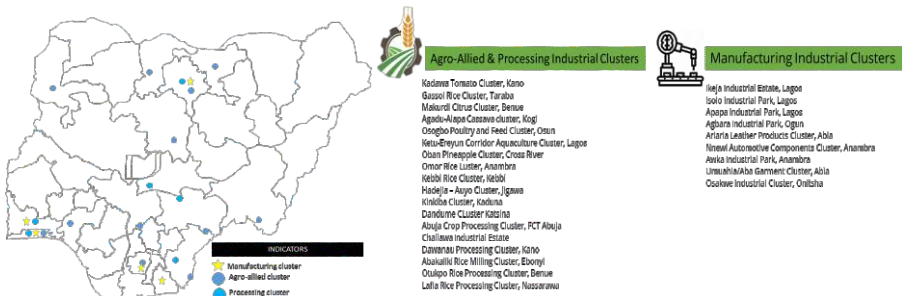 Agro-Allied & Processing Industrial Clusters
Kadawa Tomato Cluster, Kano
Gassol Rice Cluster, Taraba
Makurdi Citrus Cluster, Benue
Agadu-Aiapa Cassava cluster, Kogi
Osogbo Poultry and Feed Cluster, Osun
Ketu-Ereyun Corridor Aquaculture Cluster, Lagos
Oban Pineapple Cluster, Cross River
Omor Rice Luster, Anambra
Kebbi Rice Cluster, Kebbi
Hadejia – Auyo Cluster, Jigawa
Kinkiba Cluster, Kaduna
Dandume CLuster Katsina
Abuja Crop Processing Cluster, FCT Abuja
Challawa Industrial Estate
Dawanau Processing Cluster, Kano
Abakaliki Rice Milling Cluster, Ebonyi
Otukpo Rice Processing Cluster, Benue
Lafia Rice Processing Cluster, Nassarawa
Manufacturing Industrial Clusters
Ikeja Industrial Estate, Lagos
Isolo Industrial Park, Lagos
Apapa Industrial Park, Lagos
Agbara Industrial Park, Ogun
Ariaria Leather Products Cluster, Abia
Nnewi Automotive Components Cluster, Anambra
Awka Industrial Park, Anambra
Umuahia/Aba Garment Cluster, Abia
Osakwe Industrial Cluster, Onitsha
INDICATORS
Manufacturing cluster
Agro-allied cluster
Processing cluster